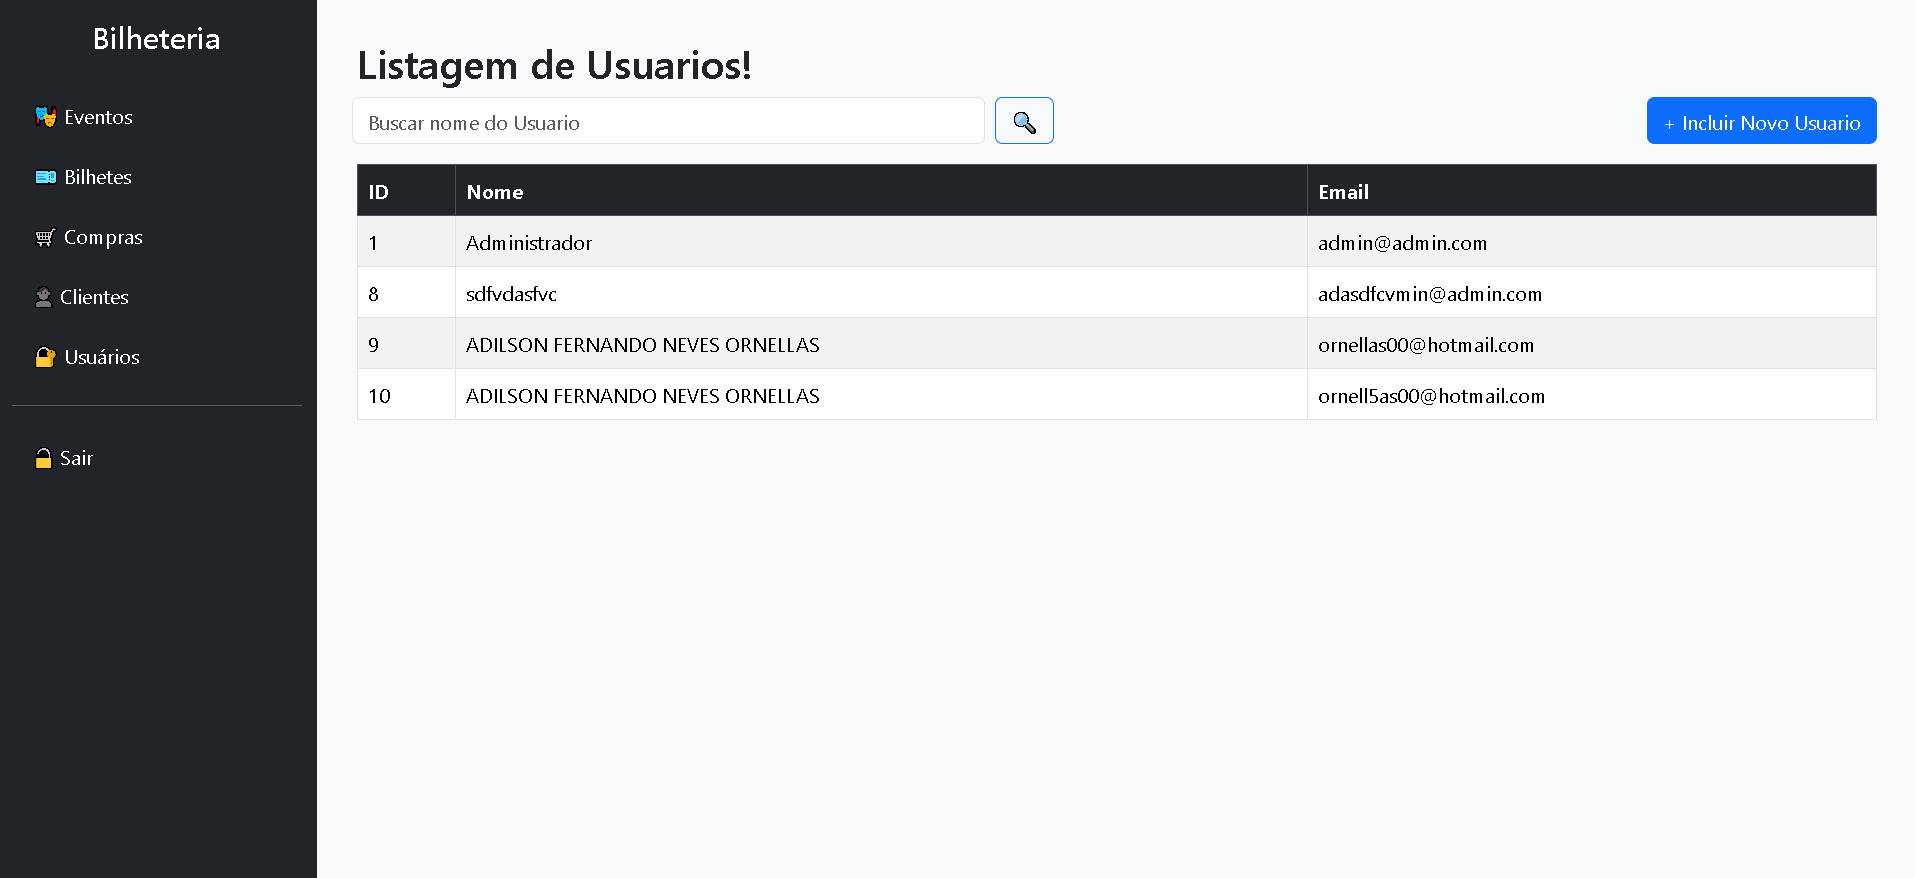 Bilheteria
Eventos
Bilhetes
Compras
Clientes
Usuários
Sair
Listagem de Usuarios!
Buscar nome do Usuario
+ Incluir Novo Usuario
ID Nome Email
1 Administrador admin@admin.com
8 sdfvdasfvc adasdfcvmin@admin.com
9 ADILSON FERNANDO NEVES ORNELLAS ornellas00@hotmail.com
10 ADILSON FERNANDO NEVES ORNELLAS ornell5as00@hotmail.com